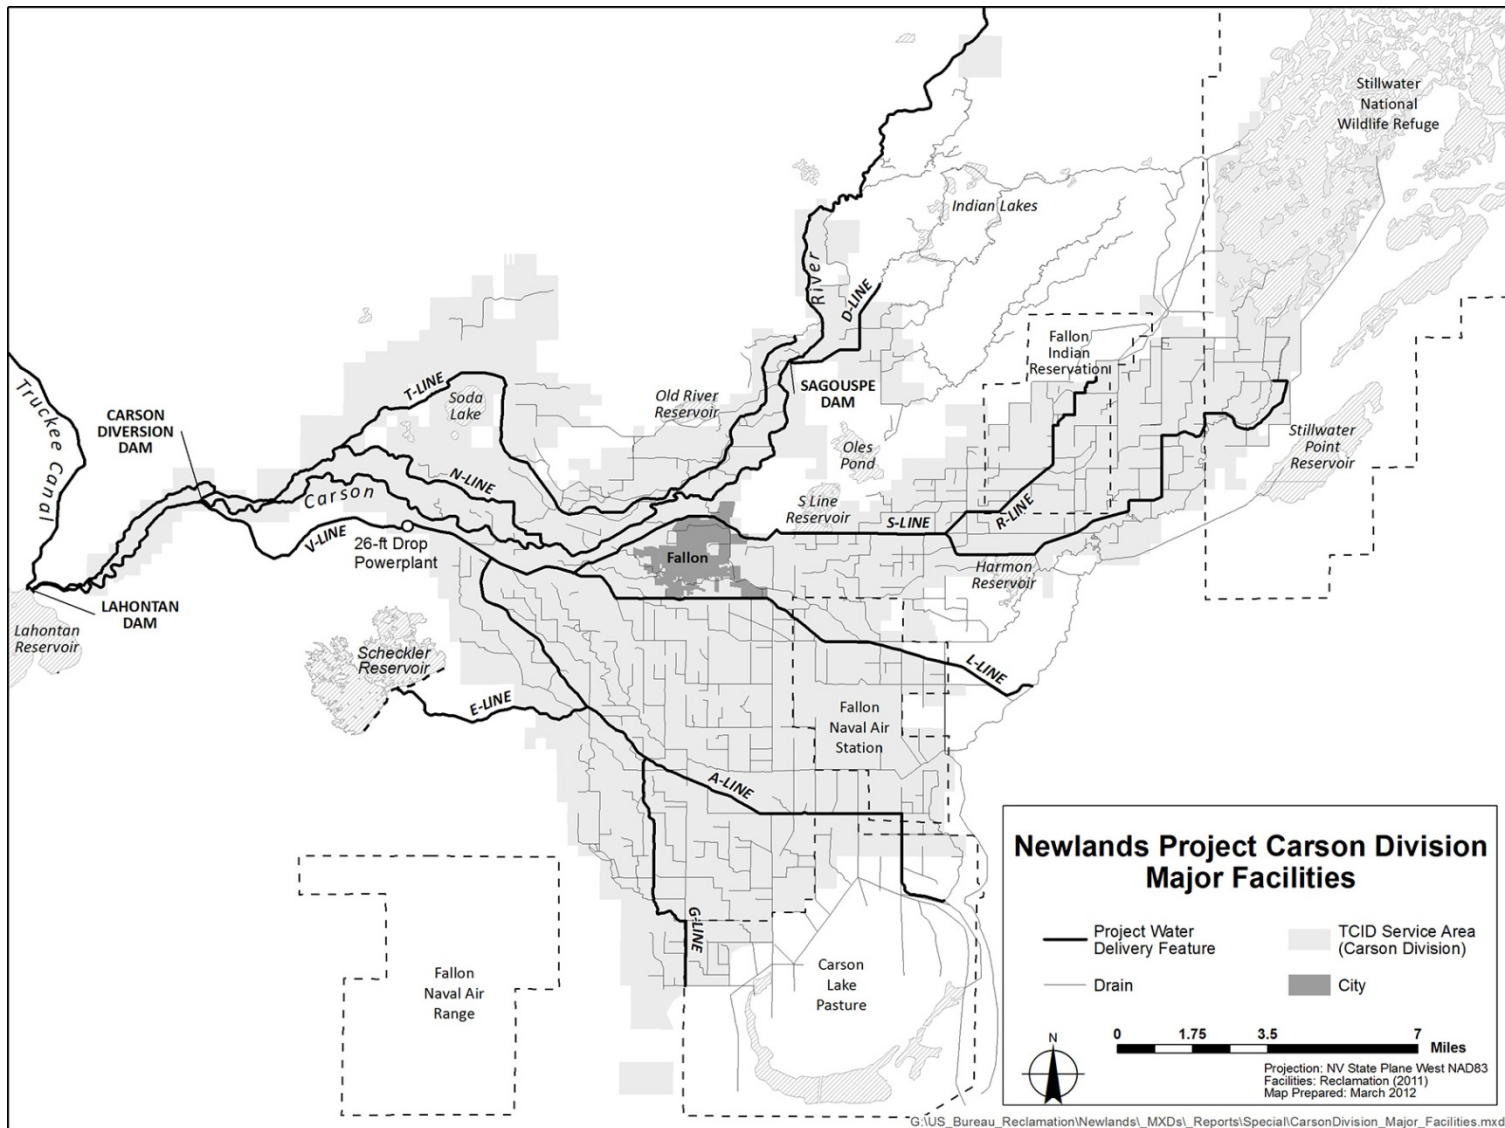 Stillwater
National
Wildlife Refuge
Indian Lakes
River
D-LINE
Fallon
Indian
Reservation
Truckee Canal
T-LINE
Soda
Lake
CARSON
DIVERSION
DAM
Old River
Reservoir
SAGOUSPE
DAM
Oles
Pond
Stillwater
Point
Reservoir
N-LINE
Carson
S Line
Reservoir
S-LINE
R-LINE
V-LINE
26-ft Drop
Powerplant
Fallon
Harmon
Reservoir
LAHONTAN
DAM
Lahontan
Reservoir
Scheckler
Reservoir
L-LINE
E-LINE
Fallon
Naval Air
Station
A-LINE
G-LINE
Fallon
Naval Air
Range
Carson
Lake
Pasture
Newlands Project Carson Division
Major Facilities
Project Water
Delivery Feature
TCID Service Area
(Carson Division)
Drain
City
N
0 1.75 3.5 7
Miles
Projection: NV State Plane West NAD83
Facilities: Reclamation (2011)
Map Prepared: March 2012
G:\US_Bureau_Reclamation\Newlands\_MXDs\_Reports\Special\CarsonDivision_Major_Facilities.mxd